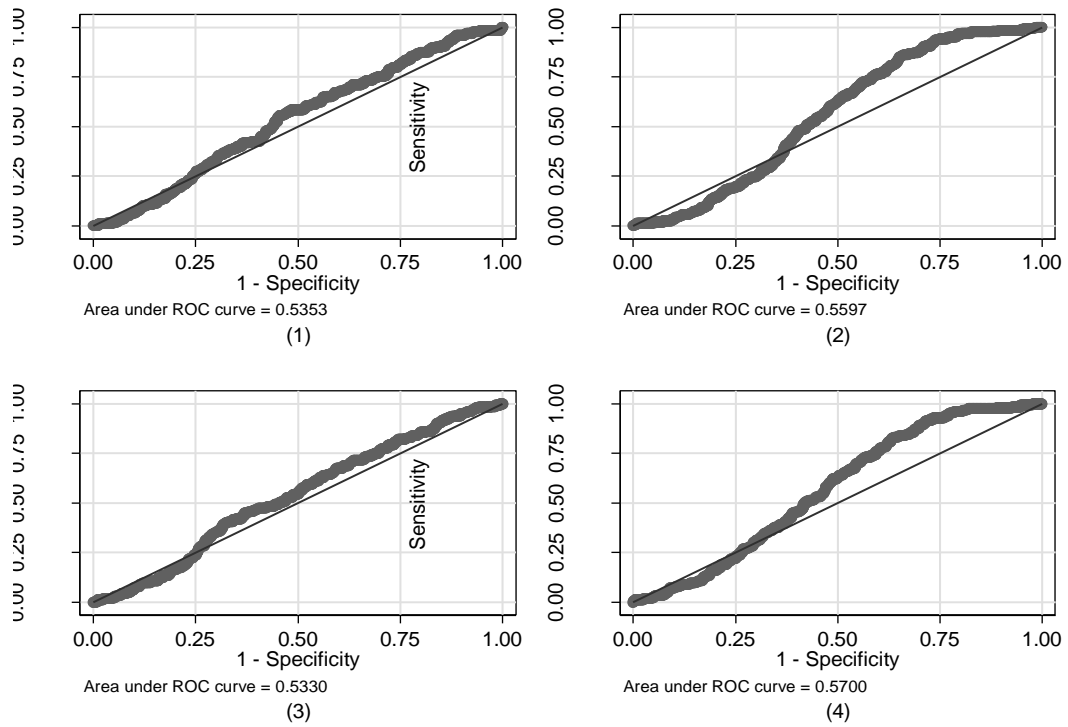 1.00
0.75
0.50
0.25
0.00
Sensitivity
0.00 0.25 0.50 0.75 1.00
1 - Specificity
Area under ROC curve = 0.5353
(1)
1.00
0.75
0.50
0.25
0.00
0.00 0.25 0.50 0.75 1.00
1 - Specificity
Area under ROC curve = 0.5597
(2)
1.00
0.75
0.50
0.25
0.00
Sensitivity
0.00 0.25 0.50 0.75 1.00
1 - Specificity
Area under ROC curve = 0.5330
(3)
1.00
0.75
0.50
0.25
0.00
0.00 0.25 0.50 0.75 1.00
1 - Specificity
Area under ROC curve = 0.5700
(4)